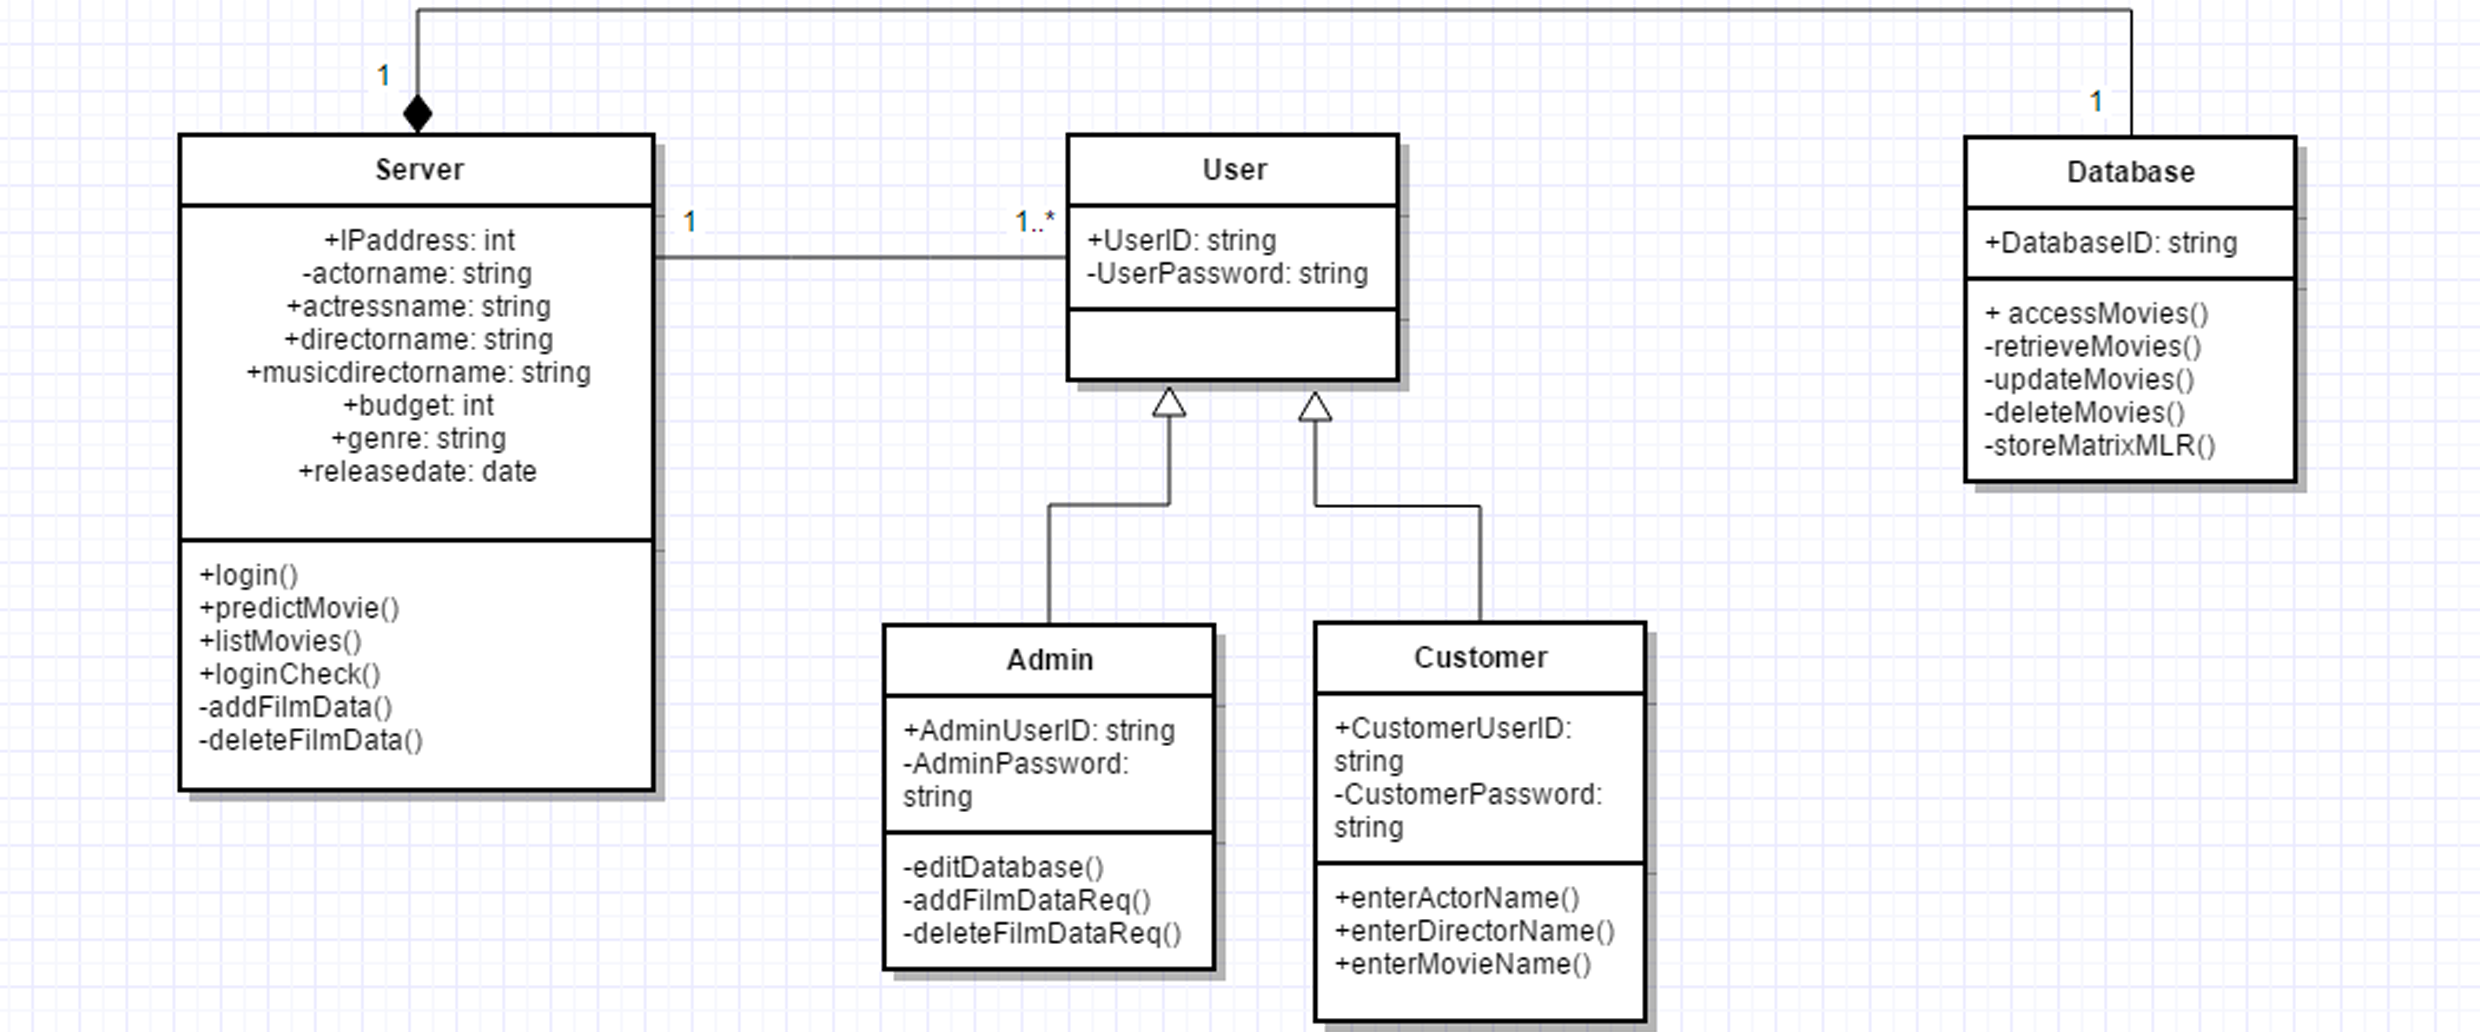 1
1
Server
+IPaddress: int
-actorname: string
+actressname: string
+directorname: string
+musicdirectorname: string
+budget: int
+genre: string
+releasedate: date
+login()
+predictMovie()
+listMovies()
+loginCheck()
-addFilmData()
-deleteFilmData()
1
1..*
User
+UserID: string
-UserPassword: string
Database
+DatabaseID: string
+ accessMovies()
-retrieveMovies()
-updateMovies()
-deleteMovies()
-storeMatrixMLR()
Admin
+AdminUserID: string
-AdminPassword:
string
-editDatabase()
-addFilmDataReq()
-deleteFilmDataReq()
Customer
+CustomerUserID:
string
-CustomerPassword:
string
+enterActorName()
+enterDirectorName()
+enterMovieName()